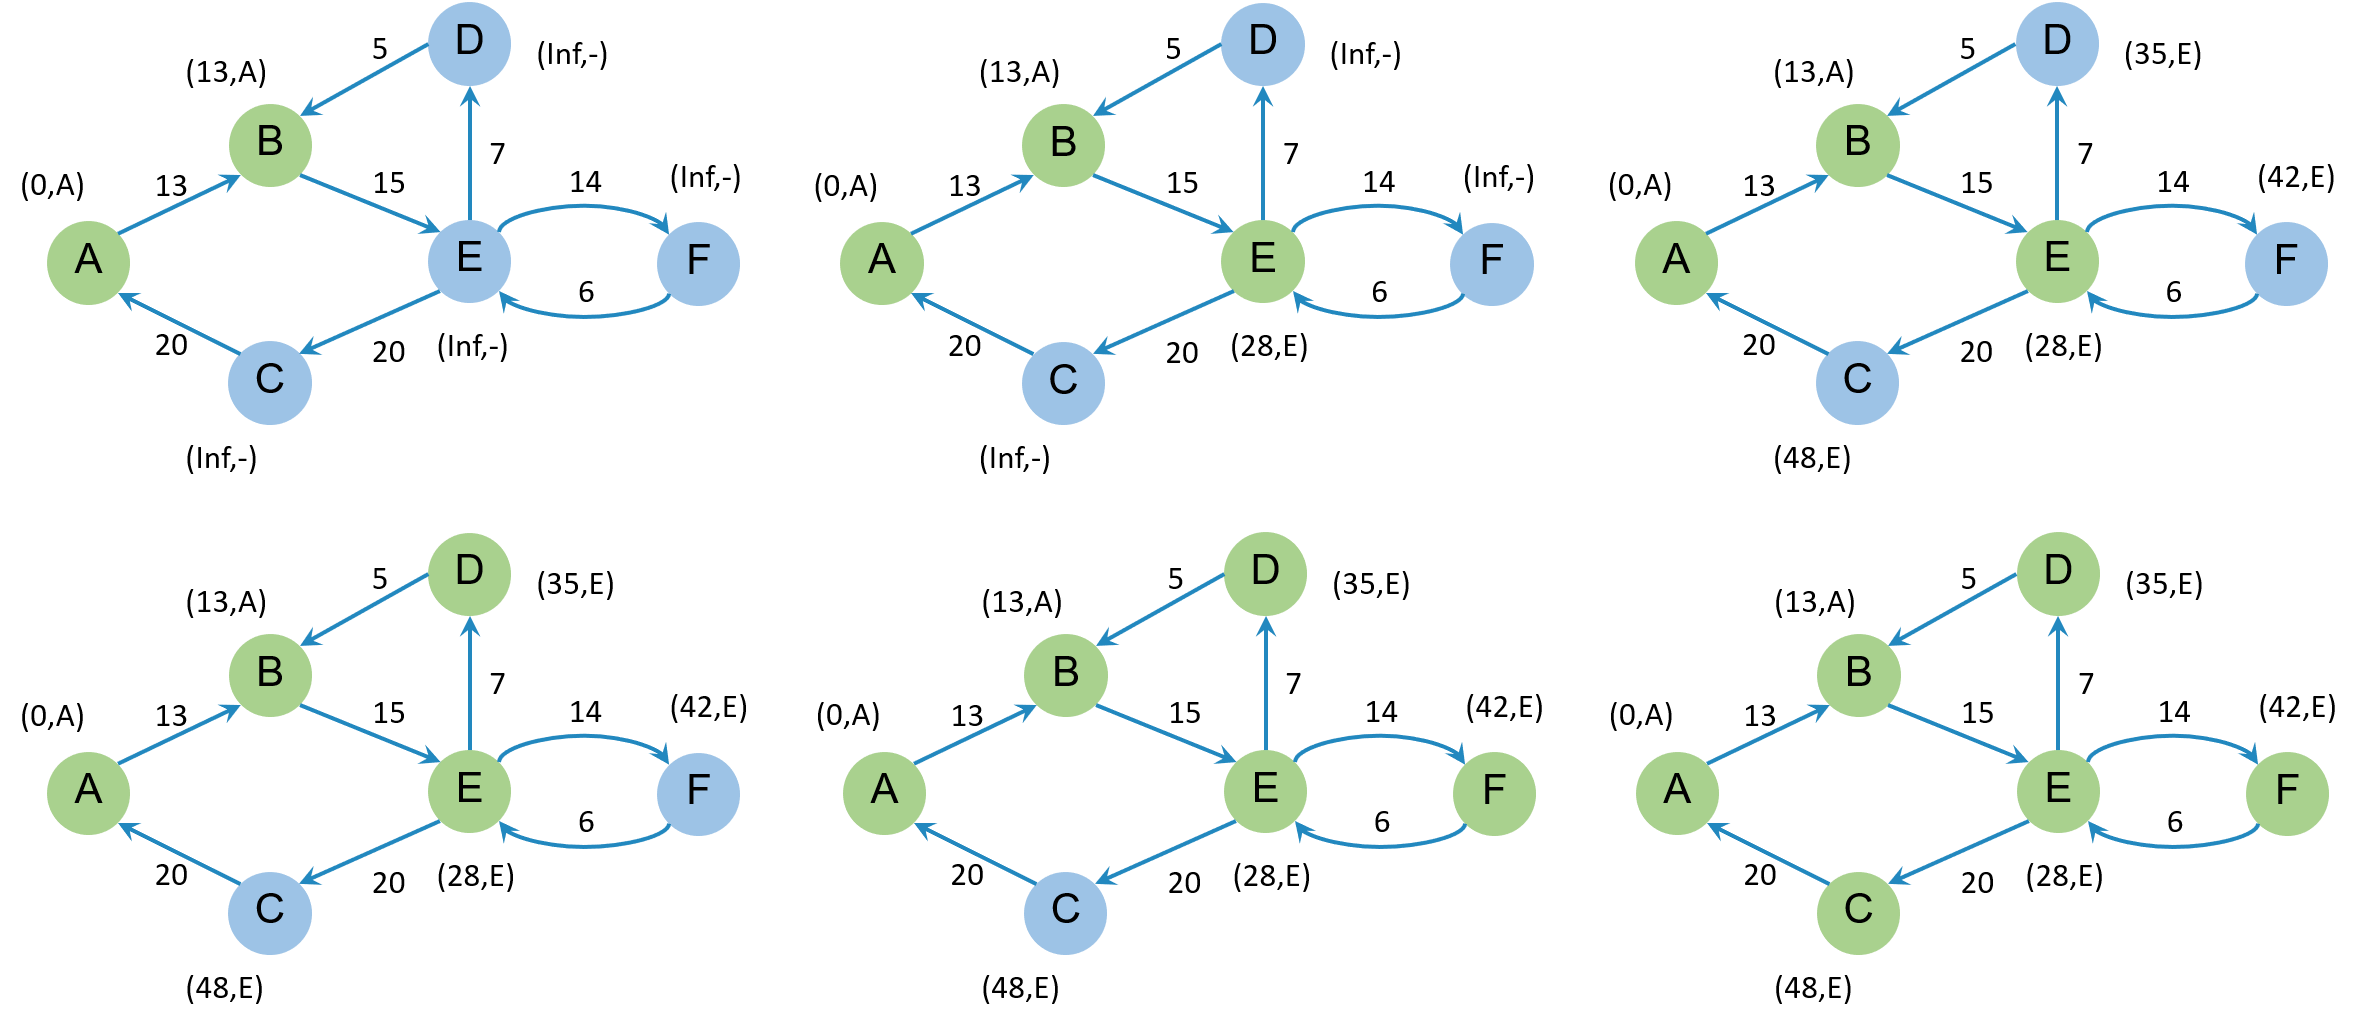 D
5
(Inf,-)
(13,A)
B
7
(0,A)
13
15
14
(Inf,-)
A
E
F
6
20
20
(Inf,-)
C
(Inf,-)
D
5
(Inf,-)
(13,A)
B
7
(0,A)
13
15
14
(Inf,-)
A
E
F
6
20
20
(28,E)
C
(Inf,-)
D
5
(35,E)
(13,A)
B
7
(0,A)
13
15
14
(42,E)
A
E
F
6
20
20
(28,E)
C
(48,E)
D
5
(35,E)
(13,A)
B
7
(0,A)
13
15
14
(42,E)
A
E
F
6
20
20
(28,E)
C
(48,E)
D
5
(35,E)
(13,A)
B
7
(0,A)
13
15
14
(42,E)
A
E
F
6
20
20
(28,E)
C
(48,E)
D
5
(35,E)
(13,A)
B
7
(0,A)
13
15
14
(42,E)
A
E
F
6
20
20
(28,E)
C
(48,E)